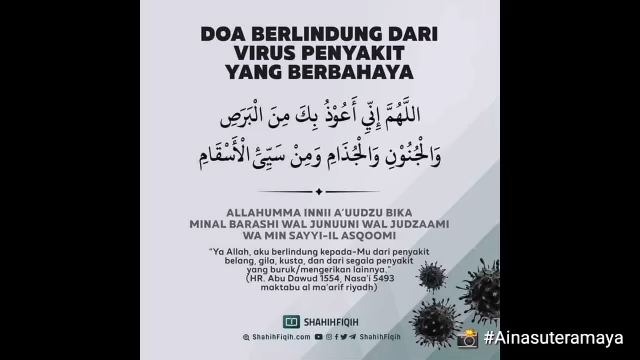 DOA BERLINDUNG DARI
VIRUS PENYAKIT
YANG BERBAHAYA
اللَّهُمَّ إِنِّي أَعُوْذُ بِكَ مِنَ الْبَرَصِ
وَالْجُنُوْنِ وَالْجُذَامِ وَمِنْ سَيِّئِ الْأَسْقَامِ
ALLAHUMMA INNII A'UUDZU BIKA
MINAL BARASHI WAL JUNUUNI WAL JUDZAAMI
WA MIN SAYYI-IL ASQOOMI
"Ya Allah, aku berlindung kepada-Mu dari penyakit
belang, gila, kusta, dan dari segala penyakit
yang buruk/mengerikan lainnya."
(HR. Abu Dawud 1554, Nasa'i 5493
maktabu al ma'arif riyadh)
SHAHIHFIQIH
ShahihFiqih.com ShahihFiqih
#Ainasuteramaya